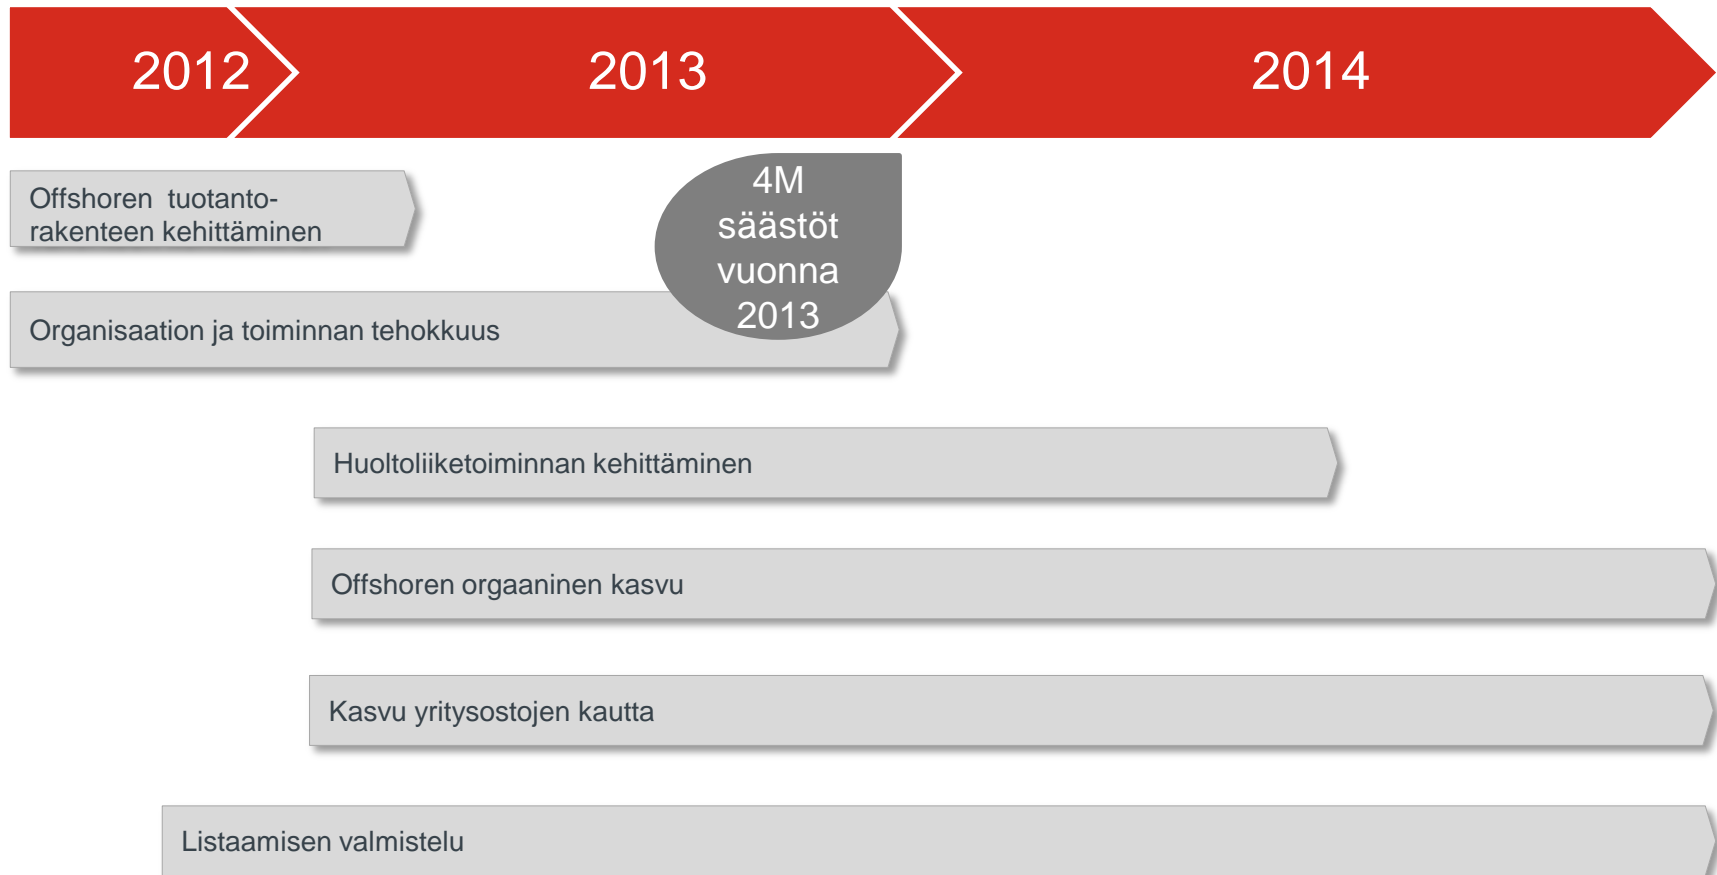 2012
2013
2014
Offshoren tuotanto-
rakenteen kehittäminen
4M
säästöt
vuonna
2013
Organisaation ja toiminnan tehokkuus
Huoltoliiketoiminnan kehittäminen
Offshoren orgaaninen kasvu
Kasvu yritysostojen kautta
Listaamisen valmistelu